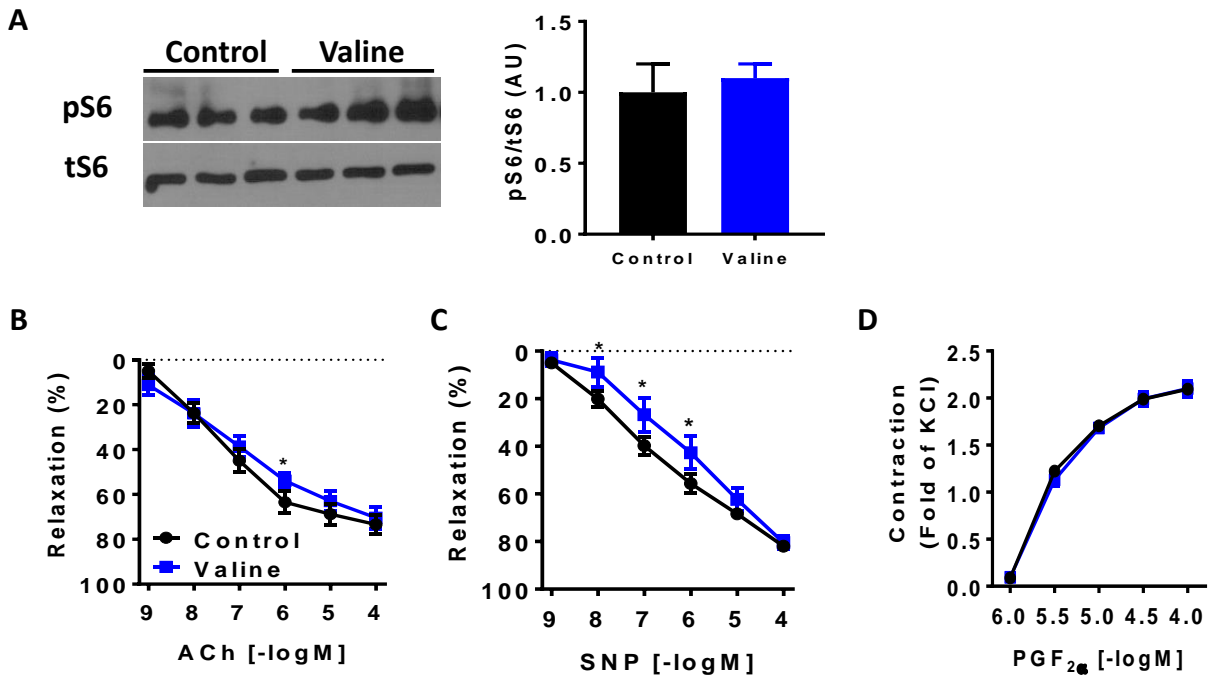 A
Control Valine
pS6
tS6
pS6/tS6 (AU)
1.5
1.0
0.5
0.0
Control Valine
B
Relaxation (%)
0
20
40
60
80
100
*
Control
Valine
9 8 7 6 5 4
ACh [-logM]
C
Relaxation (%)
0
20
40
60
80
100
* * *
9 8 7 6 5 4
SNP [-logM]
D
Contraction
(Fold of KCl)
2.5
2.0
1.5
1.0
0.5
0.0
6.0 5.5 5.0 4.5 4.0
PGF2α [-logM]